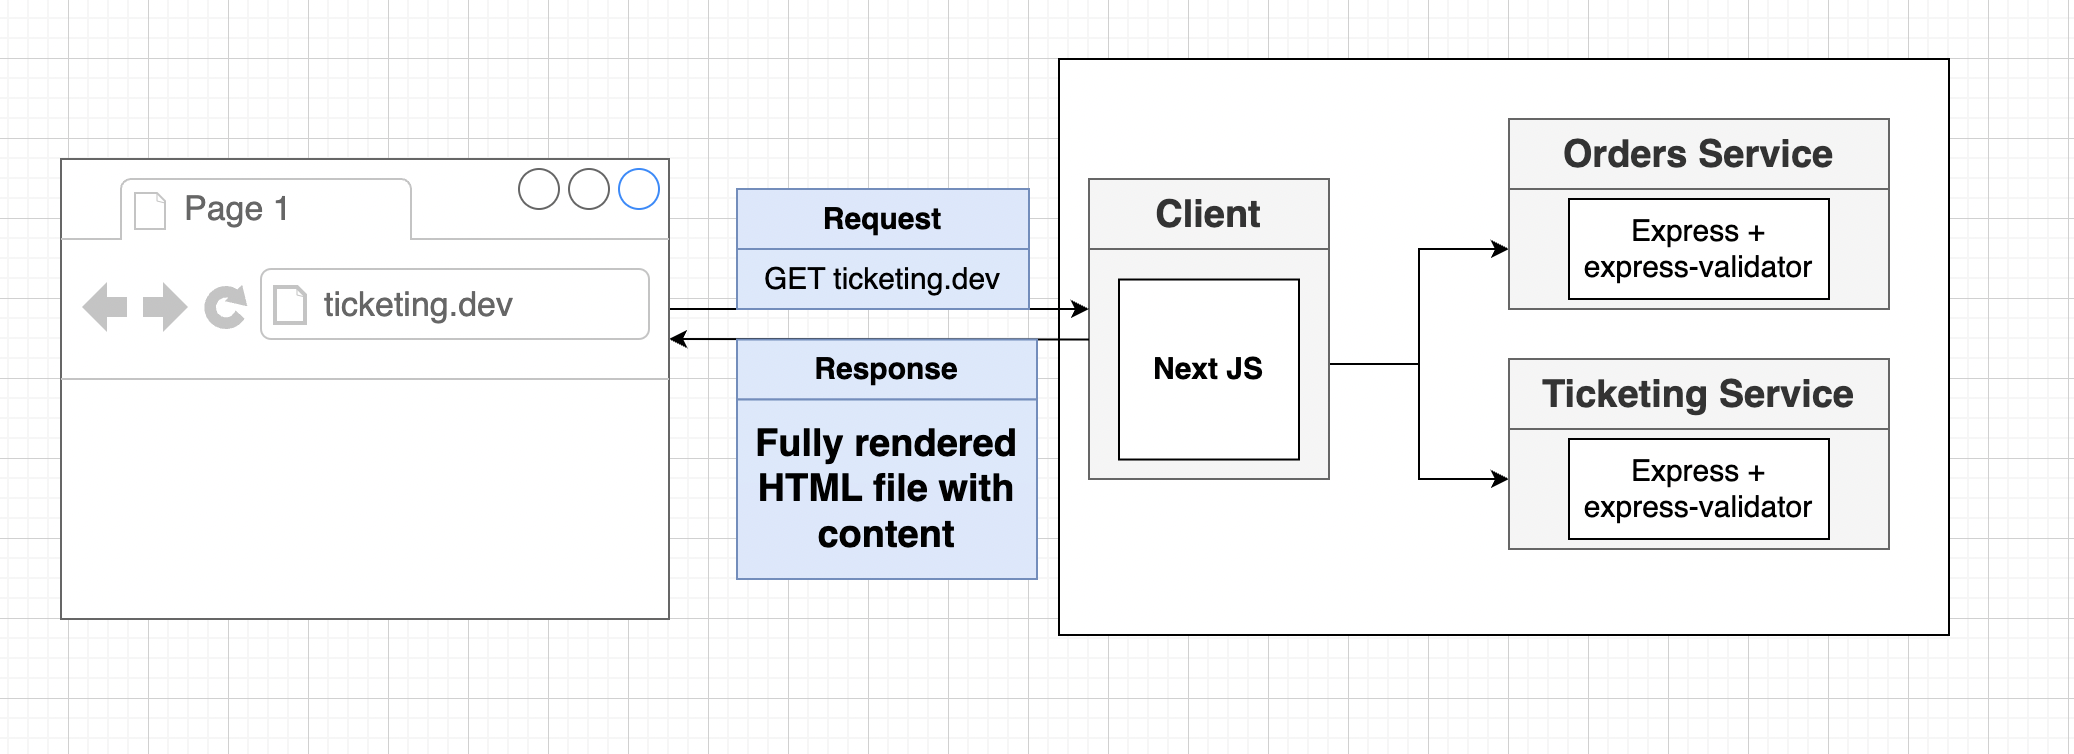 Page 1
ticketing.dev
Request
GET ticketing.dev
Response
Fully rendered
HTML file with
content
Client
Next JS
Orders Service
Express +
express-validator
Ticketing Service
Express +
express-validator